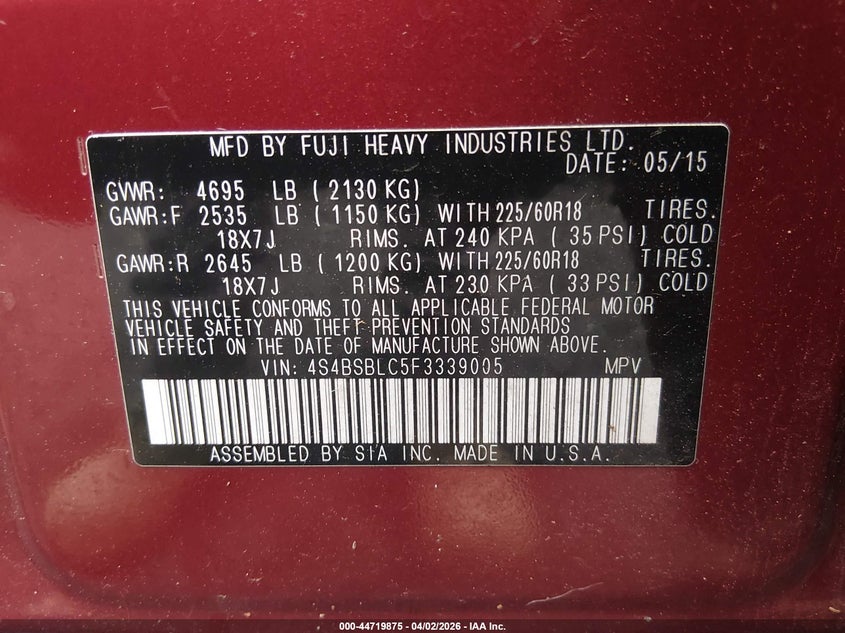 MFD BY FUJI HEAVY INDUSTRIES LTD.
DATE: 05/15
GVWR: 4695 LB ( 2130 KG)
GAWR:F 2535 LB ( 1150 KG) WITH 225/60R18 TIRES.
18X7J RIMS. AT 240 KPA ( 35 PSI) COLD
GAWR:R 2645 LB ( 1200 KG) WITH 225/60R18 TIRES.
18X7J RIMS. AT 230 KPA ( 33 PSI) COLD
THIS VEHICLE CONFORMS TO ALL APPLICABLE FEDERAL MOTOR
VEHICLE SAFETY AND THEFT PREVENTION STANDARDS
IN EFFECT ON THE DATE OF MANUFACTURE SHOWN ABOVE.
VIN: 4S4BSBLC5F3339005 MPV
ASSEMBLED BY SIA INC. MADE IN U.S.A.
000-44719875 04/02/2026 - IAA Inc.